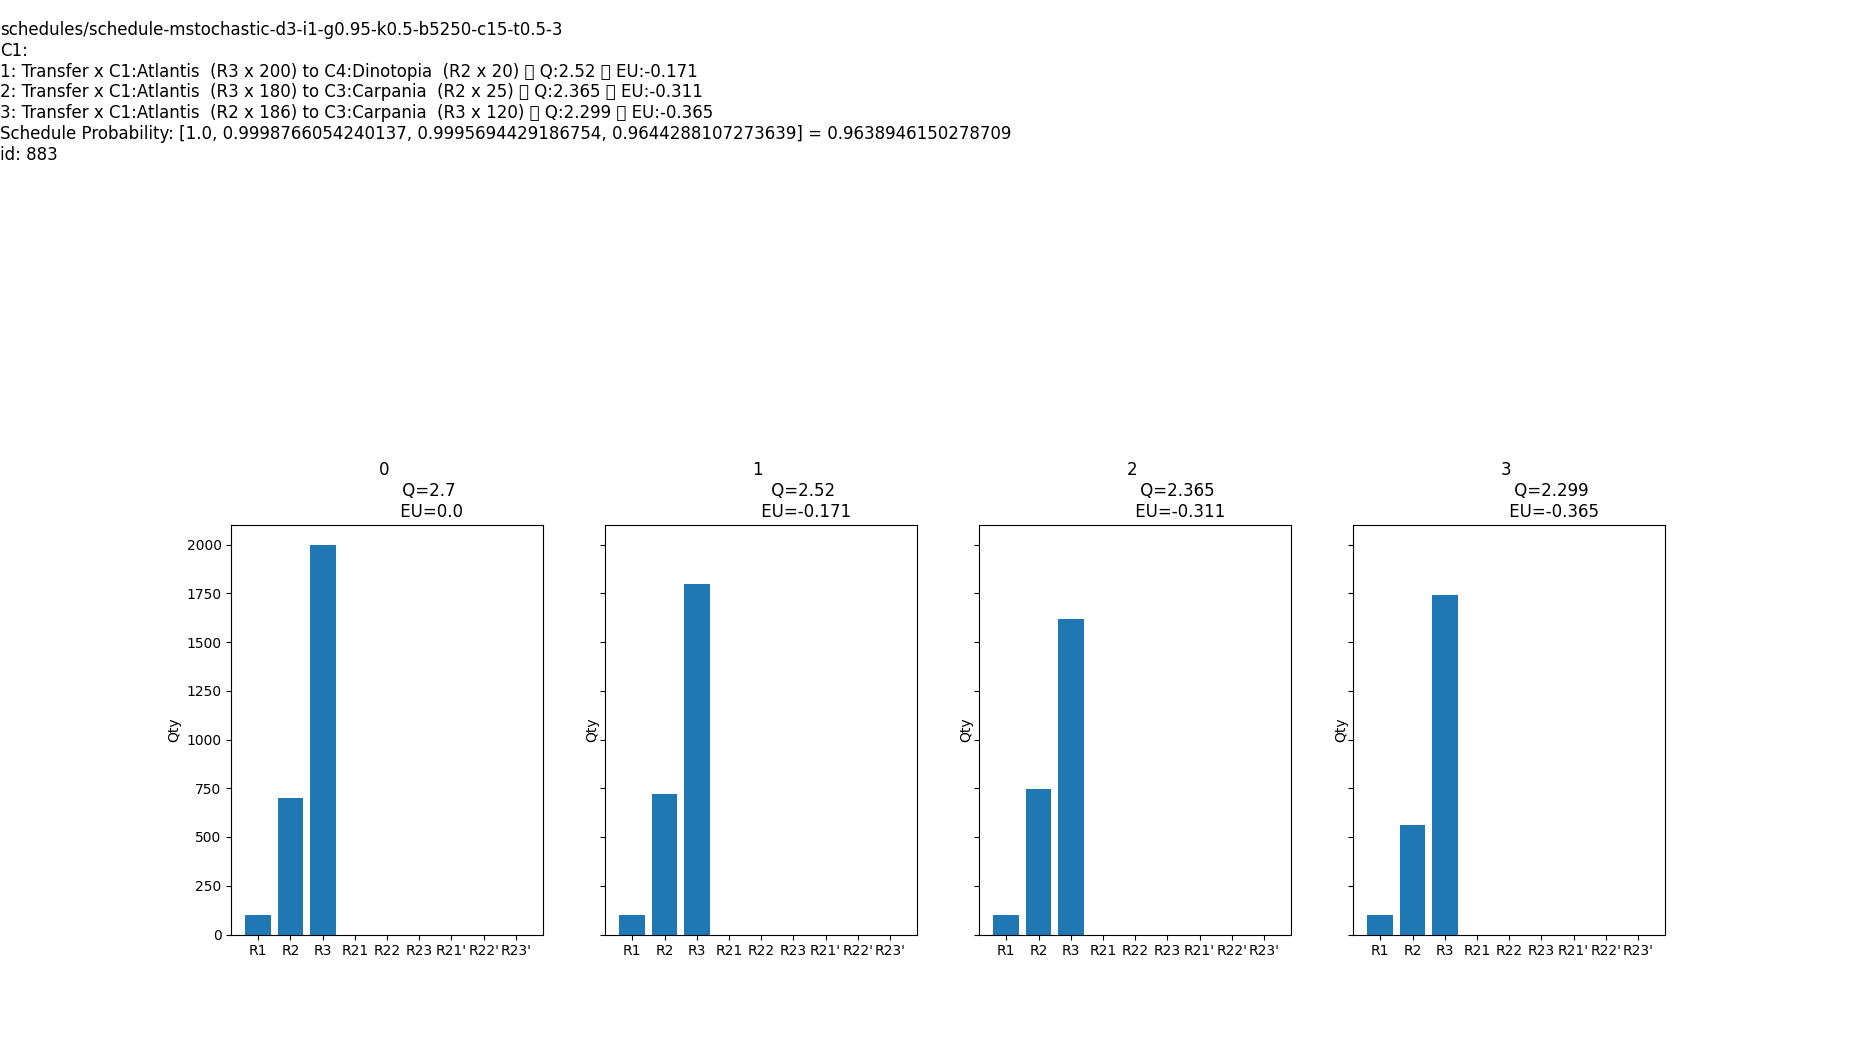 schedules/schedule-mstochastic-d3-i1-g0.95-k0.5-b5250-c15-t0.5-3
C1:
1: Transfer x C1:Atlantis  (R3 x 200) to C4:Dinotopia  (R2 x 20) ▯ Q:2.52 ▯ EU:-0.171
2: Transfer x C1:Atlantis  (R3 x 180) to C3:Carpania  (R2 x 25) ▯ Q:2.365 ▯ EU:-0.311
3: Transfer x C1:Atlantis  (R2 x 186) to C3:Carpania  (R3 x 120) ▯ Q:2.299 ▯ EU:-0.365
Schedule Probability: [1.0, 0.9998766054240137, 0.9995694429186754, 0.9644288107273639] = 0.9638946150278709
id: 883
0
Q=2.7
EU=0.0
2000
1750
1500
1250
1000
750
500
250
0
Qty
R1 R2 R3 R21 R22 R23 R21' R22' R23'
1
Q=2.52
EU=-0.171
Qty
R1 R2 R3 R21 R22 R23 R21' R22' R23'
2
Q=2.365
EU=-0.311
Qty
R1 R2 R3 R21 R22 R23 R21' R22' R23'
3
Q=2.299
EU=-0.365
Qty
R1 R2 R3 R21 R22 R23 R21' R22' R23'